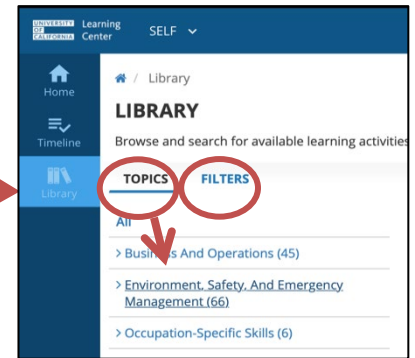 UNIVERSITY OF CALIFORNIA Learning Center SELF
Home
Timeline
Library
/ Library
LIBRARY
Browse and search for available learning activities
TOPICS FILTERS
All
> Business And Operations (45)
> Environment, Safety, And Emergency
Management (66)
> Occupation-Specific Skills (6)